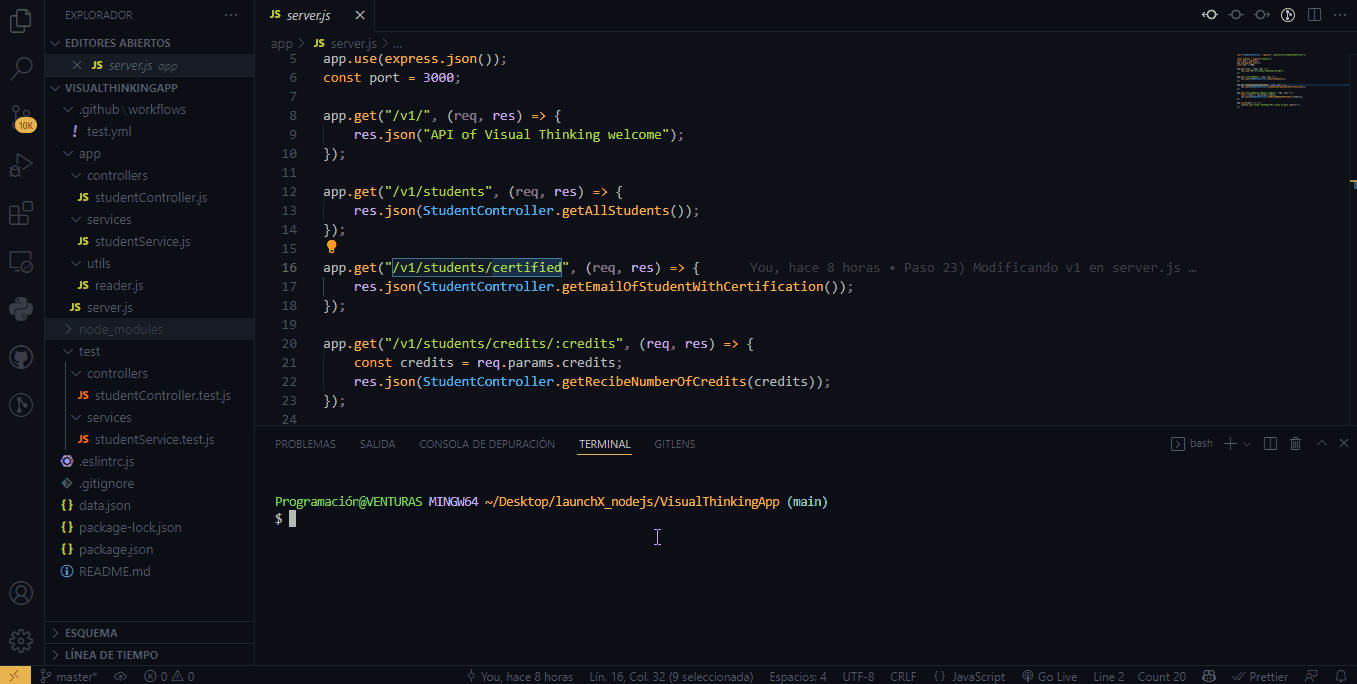 EXPLORADOR ···
EDITORES ABIERTOS
JS server.js app
VISUALTHINKINGAPP
.github \ workflows
! test.yml
app
controllers
JS studentController.js
services
JS studentService.js
utils
JS reader.js
JS server.js
node_modules
test
controllers
JS studentController.test.js
services
JS studentService.test.js
.eslintrc.js
.gitignore
{} data.json
{} package-lock.json
{} package.json
README.md
ESQUEMA
LÍNEA DE TIEMPO
10K
JS server.js
app > JS server.js > ...
5 app.use(express.json());
6 const port = 3000;
7
8 app.get("/v1/", (req, res) => {
9 res.json("API of Visual Thinking welcome");
10 });
11
12 app.get("/v1/students", (req, res) => {
13 res.json(StudentController.getAllStudents());
14 });
15
16 app.get("/v1/students/certified", (req, res) => { You, hace 8 horas • Paso 23) Modificando v1 en server.js …
17 res.json(StudentController.getEmailOfStudentWithCertification());
18 });
19
20 app.get("/v1/students/credits/:credits", (req, res) => {
21 const credits = req.params.credits;
22 res.json(StudentController.getRecibeNumberOfCredits(credits));
23 });
24
PROBLEMAS SALIDA CONSOLA DE DEPURACIÓN TERMINAL GITLENS bash
Programación@VENTURAS MINGW64 ~/Desktop/launchX_nodejs/VisualThinkingApp (main)
$
master* 0 0 You, hace 8 horas Lín. 16, Col. 32 (9 seleccionada) Espacios: 4 UTF-8 CRLF {} JavaScript Go Live Line 2 Count 20 Prettier